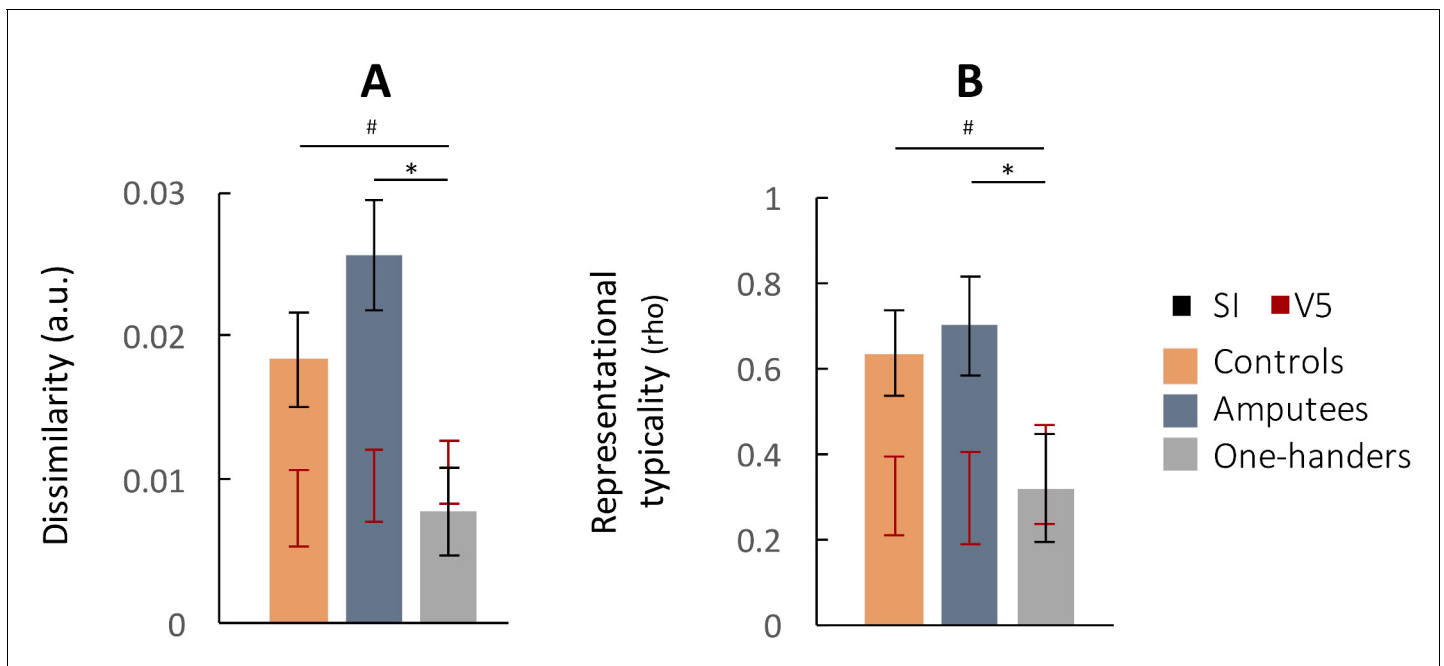 A
#
*
0.03
0.02
0.01
0
Dissimilarity (a.u.)
B
#
*
1
0.8
0.6
0.4
0.2
0
Representational
typicality (rho)
SI V5
Controls
Amputees
One-handers